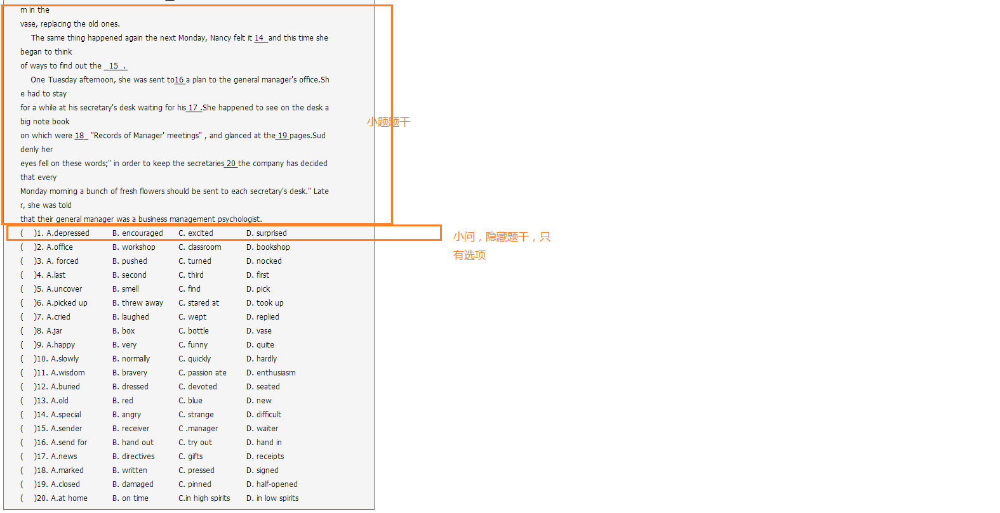 m in the
vase, replacing the old ones.
The same thing happened again the next Monday, Nancy felt it 14 and this time she
began to think
of ways to find out the 15 .
One Tuesday afternoon, she was sent to16 a plan to the general manager's office.Sh
e had to stay
for a while at his secretary's desk waiting for his 17 .She happened to see on the desk a
big note book
on which were 18_ "Records of Manager' meetings" , and glanced at the 19 pages.Sud
denly her
eyes fell on these words;" in order to keep the secretaries 20 the company has decided
that every
Monday morning a bunch of fresh flowers should be sent to each secretary's desk." Late
r, she was told
that their general manager was a business management psychologist.
小题题干
( )1. A.depressed B. encouraged C. excited D. surprised
小问，隐藏题干，只
有选项
( )2. A.office B. workshop C. classroom D. bookshop
( )3. A. forced B. pushed C. turned D. nocked
( )4. A.last B. second C. third D. first
( )5. A.uncover B. smell C. find D. pick
( )6. A.picked up B. threw away C. stared at D. took up
( )7. A.cried B. laughed C. wept D. replied
( )8. A.jar B. box C. bottle D. vase
( )9. A.happy B. very C. funny D. quite
( )10. A.slowly B. normally C. quickly D. hardly
( )11. A.wisdom B. bravery C. passion ate D. enthusiasm
( )12. A.buried B. dressed C. devoted D. seated
( )13. A.old B. red C. blue D. new
( )14. A.special B. angry C. strange D. difficult
( )15. A.sender B. receiver C .manager D. waiter
( )16. A.send for B. hand out C. try out D. hand in
( )17. A.news B. directives C. gifts D. receipts
( )18. A.marked B. written C. pressed D. signed
( )19. A.closed B. damaged C. pinned D. half-opened
( )20. A.at home B. on time C.in high spirits D. in low spirits